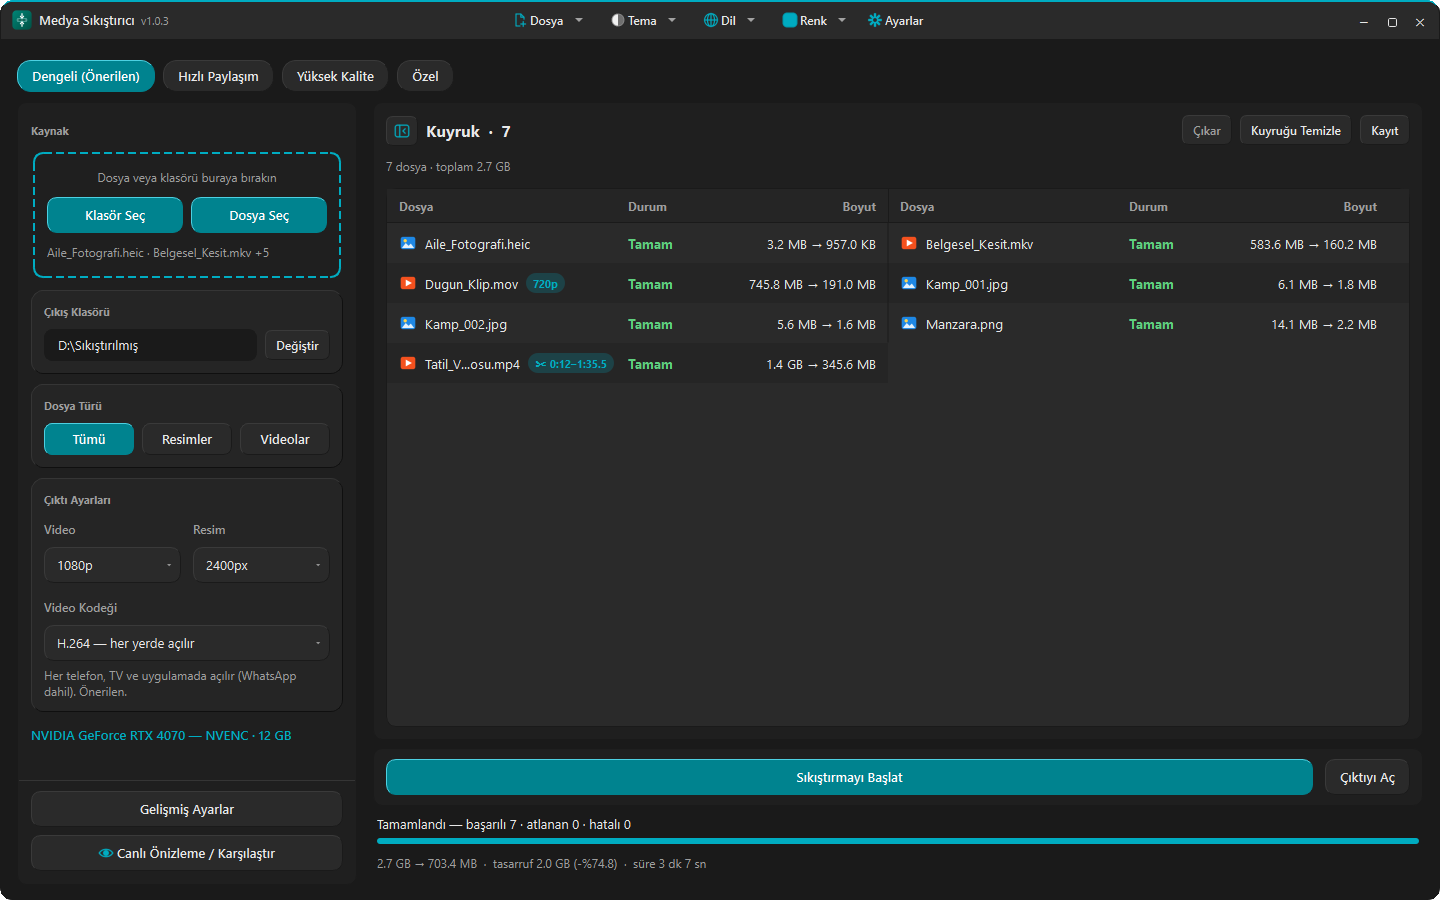 Medya Sıkıştırıcı v1.0.3
Dosya Tema Dil Renk Ayarlar
Dengeli (Önerilen) Hızlı Paylaşım Yüksek Kalite Özel
Kaynak
Dosya veya klasörü buraya bırakın
Klasör Seç Dosya Seç
Aile_Fotografi.heic · Belgesel_Kesit.mkv +5
Çıkış Klasörü
D:\Sıkıştırılmış Değiştir
Dosya Türü
Tümü Resimler Videolar
Çıktı Ayarları
Video Resim
1080p 2400px
Video Kodeği
H.264 — her yerde açılır
Her telefon, TV ve uygulamada açılır (WhatsApp
dahil). Önerilen.
NVIDIA GeForce RTX 4070 — NVENC · 12 GB
Gelişmiş Ayarlar
Canlı Önizleme / Karşılaştır
Kuyruk · 7
Çıkar Kuyruğu Temizle Kayıt
7 dosya · toplam 2.7 GB
Dosya Durum Boyut Dosya Durum Boyut
Aile_Fotografi.heic Tamam 3.2 MB → 957.0 KB Belgesel_Kesit.mkv Tamam 583.6 MB → 160.2 MB
Dugun_Klip.mov 720p Tamam 745.8 MB → 191.0 MB Kamp_001.jpg Tamam 6.1 MB → 1.8 MB
Kamp_002.jpg Tamam 5.6 MB → 1.6 MB Manzara.png Tamam 14.1 MB → 2.2 MB
Tatil_V...osu.mp4 ✂ 0:12–1:35.5 Tamam 1.4 GB → 345.6 MB
Sıkıştırmayı Başlat Çıktıyı Aç
Tamamlandı — başarılı 7 · atlanan 0 · hatalı 0
2.7 GB → 703.4 MB · tasarruf 2.0 GB (-%74.8) · süre 3 dk 7 sn